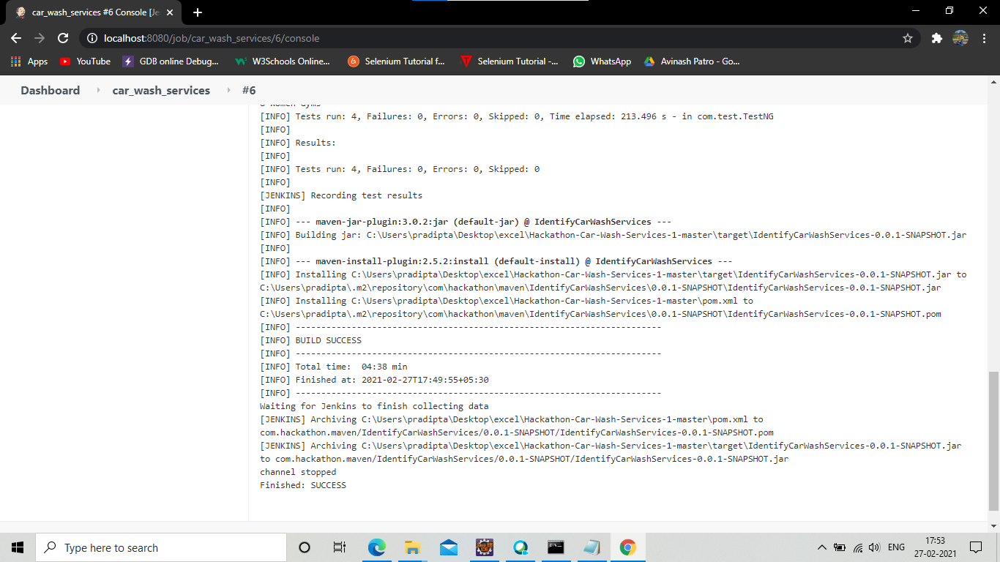 car_wash_services #6 Console [Je
localhost:8080/job/car_wash_services/6/console
Apps YouTube GDB online Debug... W3Schools Online... Selenium Tutorial f... Selenium Tutorial -... WhatsApp Avinash Patro - Go...
Dashboard car_wash_services #6
[INFO] Tests run: 4, Failures: 0, Errors: 0, Skipped: 0, Time elapsed: 213.496 s - in com.test.TestNG
[INFO]
[INFO] Results:
[INFO]
[INFO] Tests run: 4, Failures: 0, Errors: 0, Skipped: 0
[INFO]
[JENKINS] Recording test results
[INFO]
[INFO] --- maven-jar-plugin:3.0.2:jar (default-jar) @ IdentifyCarWashServices ---
[INFO] Building jar: C:\Users\pradipta\Desktop\excel\Hackathon-Car-Wash-Services-1-master\target\IdentifyCarWashServices-0.0.1-SNAPSHOT.jar
[INFO]
[INFO] --- maven-install-plugin:2.5.2:install (default-install) @ IdentifyCarWashServices ---
[INFO] Installing C:\Users\pradipta\Desktop\excel\Hackathon-Car-Wash-Services-1-master\target\IdentifyCarWashServices-0.0.1-SNAPSHOT.jar to
C:\Users\pradipta\.m2\repository\com\hackathon\maven\IdentifyCarWashServices\0.0.1-SNAPSHOT\IdentifyCarWashServices-0.0.1-SNAPSHOT.jar
[INFO] Installing C:\Users\pradipta\Desktop\excel\Hackathon-Car-Wash-Services-1-master\pom.xml to
C:\Users\pradipta\.m2\repository\com\hackathon\maven\IdentifyCarWashServices\0.0.1-SNAPSHOT\IdentifyCarWashServices-0.0.1-SNAPSHOT.pom
[INFO] ------------------------------------------------------------------------
[INFO] BUILD SUCCESS
[INFO] ------------------------------------------------------------------------
[INFO] Total time:  04:38 min
[INFO] Finished at: 2021-02-27T17:49:55+05:30
[INFO] ------------------------------------------------------------------------
Waiting for Jenkins to finish collecting data
[JENKINS] Archiving C:\Users\pradipta\Desktop\excel\Hackathon-Car-Wash-Services-1-master\pom.xml to
com.hackathon.maven/IdentifyCarWashServices/0.0.1-SNAPSHOT/IdentifyCarWashServices-0.0.1-SNAPSHOT.pom
[JENKINS] Archiving C:\Users\pradipta\Desktop\excel\Hackathon-Car-Wash-Services-1-master\target\IdentifyCarWashServices-0.0.1-SNAPSHOT.jar
to com.hackathon.maven/IdentifyCarWashServices/0.0.1-SNAPSHOT/IdentifyCarWashServices-0.0.1-SNAPSHOT.jar
channel stopped
Finished: SUCCESS
Type here to search
ENG
17:53
27-02-2021